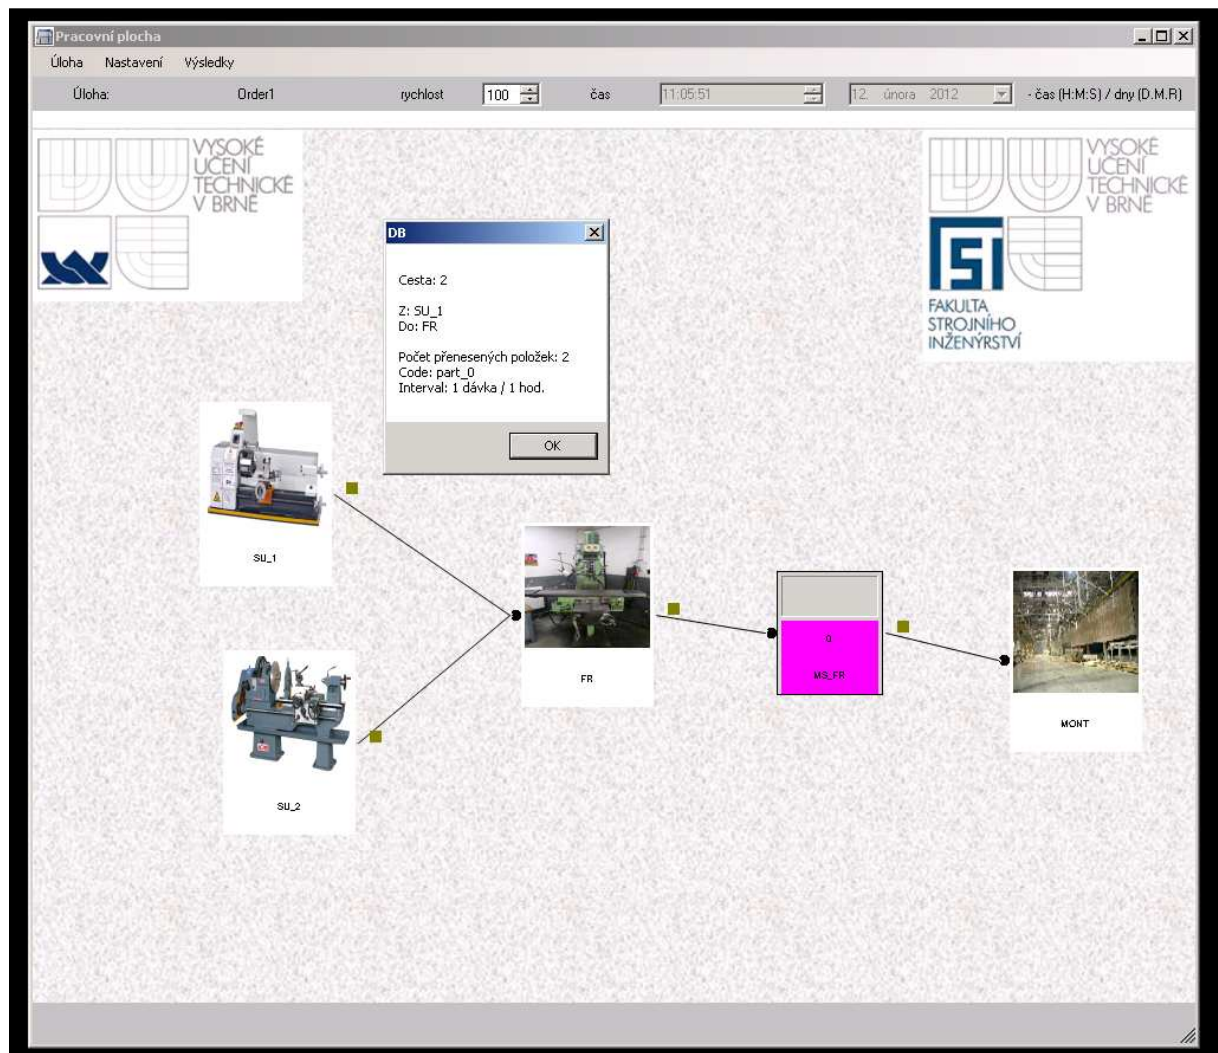 Pracovní plocha
Úloha Nastavení Výsledky
Úloha: Order1 rychlost 100 čas 11:05:51 12. února 2012 - čas (H:M:S) / dny (D.M.R)
VYSOKÉ
UČENÍ
TECHNICKÉ
V BRNĚ
VYSOKÉ
UČENÍ
TECHNICKÉ
V BRNĚ
FAKULTA
STROJNÍHO
INŽENÝRSTVÍ
DB
Cesta: 2
Z: SU_1
Do: FR
Počet přenesených položek: 2
Code: part_0
Interval: 1 dávka / 1 hod.
OK
SU_1
SU_2
FR
0
MS_FR
MONT